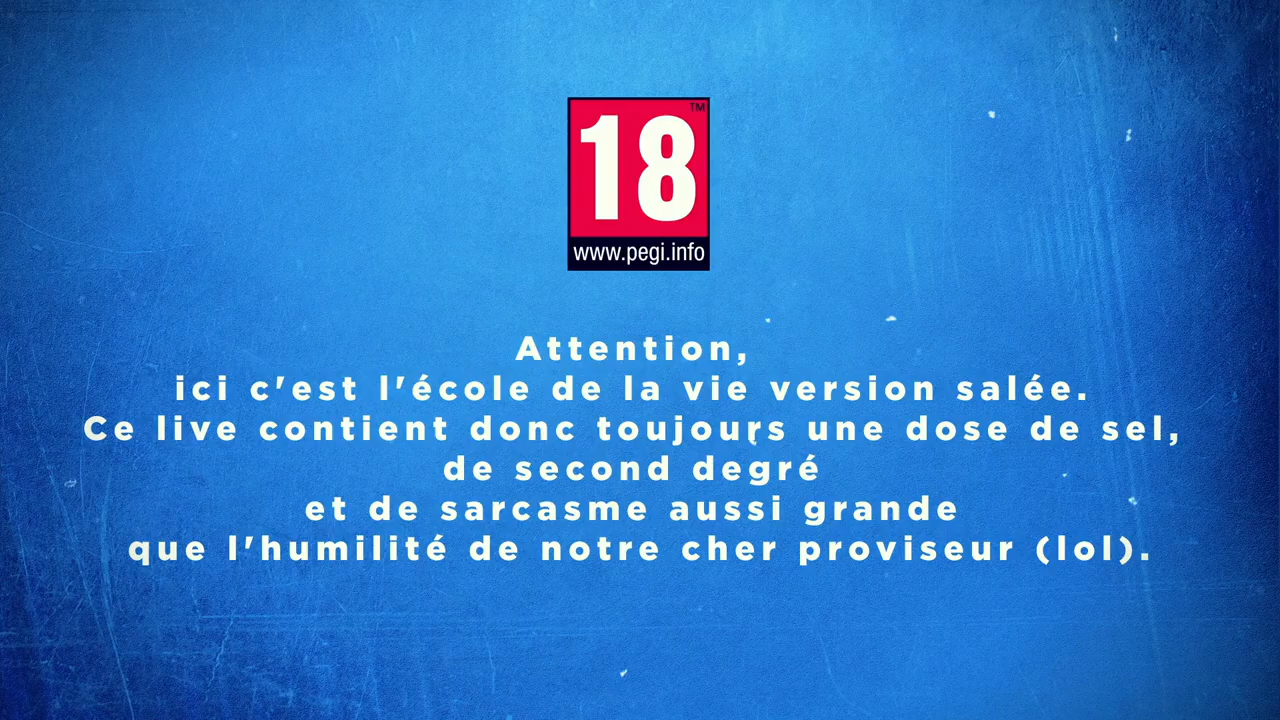 TM
18
www.pegi.info
Attention,
ici c'est l'école de la vie version salée.
Ce live contient donc toujours une dose de sel,
de second degré
et de sarcasme aussi grande
que l'humilité de notre cher proviseur (lol).